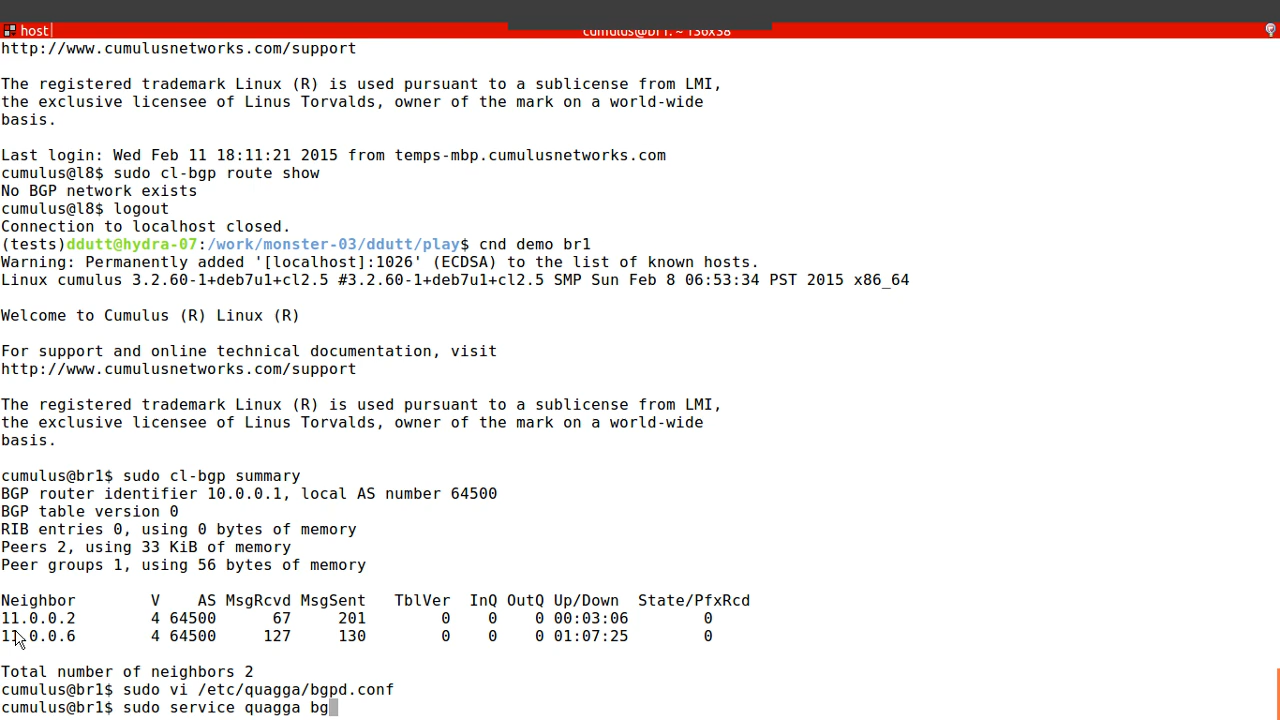 host
cumulus@br1: ~ 136x38
http://www.cumulusnetworks.com/support
The registered trademark Linux (R) is used pursuant to a sublicense from LMI,
the exclusive licensee of Linus Torvalds, owner of the mark on a world-wide
basis.
Last login: Wed Feb 11 18:11:21 2015 from temps-mbp.cumulusnetworks.com
cumulus@l8$ sudo cl-bgp route show
No BGP network exists
cumulus@l8$ logout
Connection to localhost closed.
(tests)ddutt@hydra-07:/work/monster-03/ddutt/play$ cnd demo br1
Warning: Permanently added '[localhost]:1026' (ECDSA) to the list of known hosts.
Linux cumulus 3.2.60-1+deb7u1+cl2.5 #3.2.60-1+deb7u1+cl2.5 SMP Sun Feb 8 06:53:34 PST 2015 x86_64
Welcome to Cumulus (R) Linux (R)
For support and online technical documentation, visit
http://www.cumulusnetworks.com/support
The registered trademark Linux (R) is used pursuant to a sublicense from LMI,
the exclusive licensee of Linus Torvalds, owner of the mark on a world-wide
basis.
cumulus@br1$ sudo cl-bgp summary
BGP router identifier 10.0.0.1, local AS number 64500
BGP table version 0
RIB entries 0, using 0 bytes of memory
Peers 2, using 33 KiB of memory
Peer groups 1, using 56 bytes of memory
Neighbor V AS MsgRcvd MsgSent TblVer InQ OutQ Up/Down State/PfxRcd
11.0.0.2 4 64500 67 201 0 0 0 00:03:06 0
11.0.0.6 4 64500 127 130 0 0 0 01:07:25 0
Total number of neighbors 2
cumulus@br1$ sudo vi /etc/quagga/bgpd.conf
cumulus@br1$ sudo service quagga bg